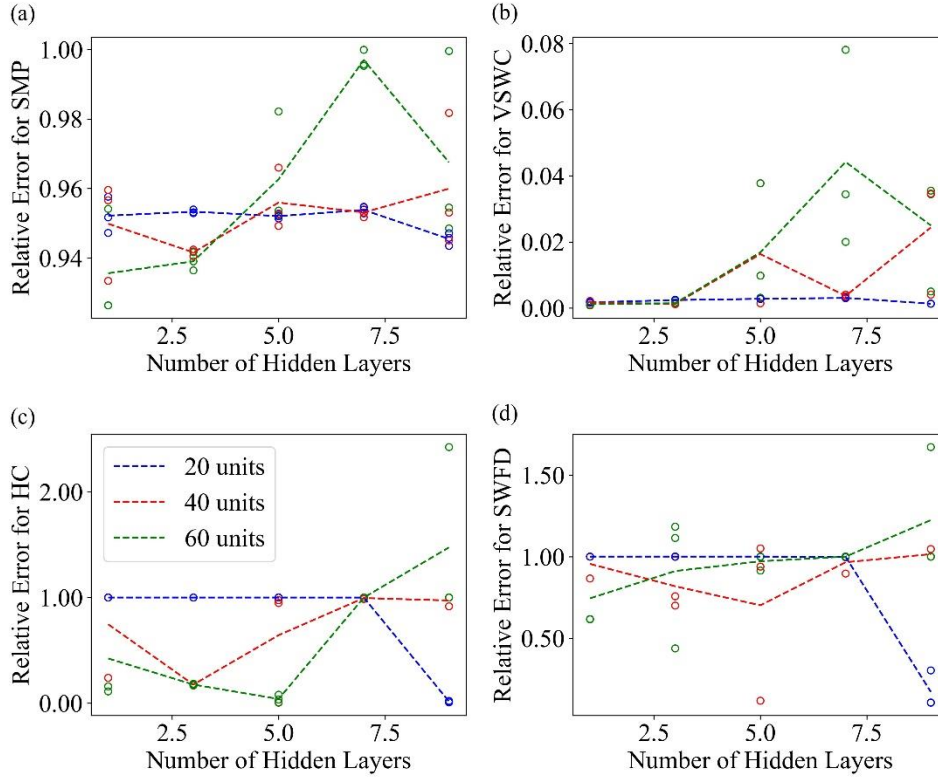 (a)
Relative Error for SMP
1.00
0.98
0.96
0.94
2.5
5.0
7.5
Number of Hidden Layers
(b)
Relative Error for VSWC
0.08
0.06
0.04
0.02
0.00
2.5
5.0
7.5
Number of Hidden Layers
(c)
Relative Error for HC
2.00
1.00
0.00
20 units
40 units
60 units
2.5
5.0
7.5
Number of Hidden Layers
(d)
Relative Error for SWFD
1.50
1.00
0.50
2.5
5.0
7.5
Number of Hidden Layers